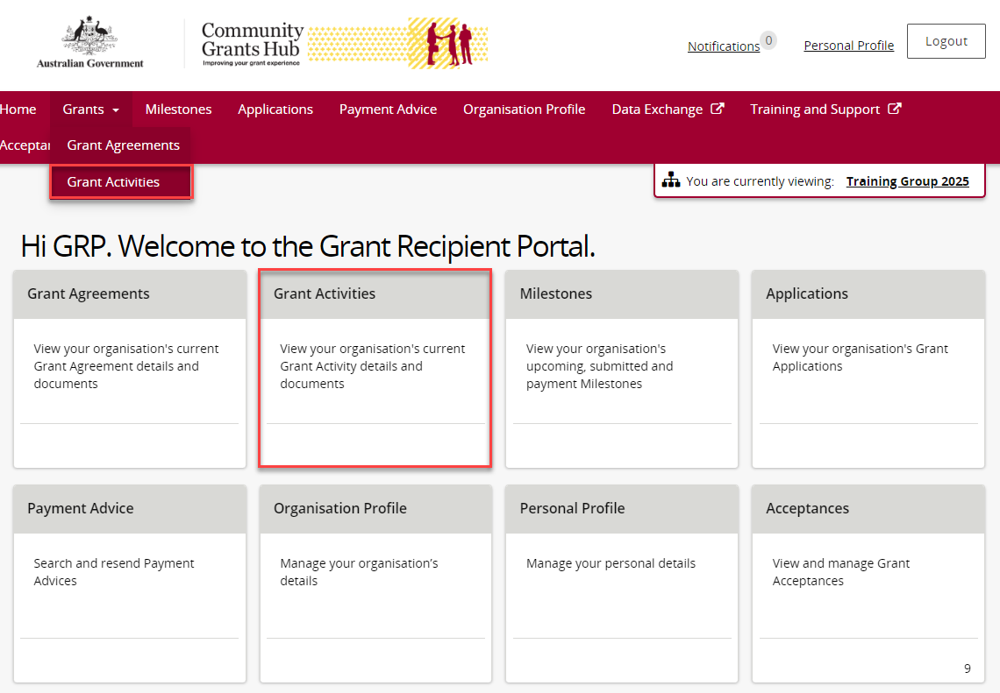 Australian Government
Community
Grants Hub
Improving your grant experience
Notifications 0
Personal Profile
Logout
Home
Grants
Milestones
Applications
Payment Advice
Organisation Profile
Data Exchange
Training and Support
Acceptan
Grant Agreements
Grant Activities
You are currently viewing: Training Group 2025
Hi GRP. Welcome to the Grant Recipient Portal.
Grant Agreements
View your organisation's current
Grant Agreement details and
documents
Grant Activities
View your organisation's current
Grant Activity details and
documents
Milestones
View your organisation's
upcoming, submitted and
payment Milestones
Applications
View your organisation's Grant
Applications
Payment Advice
Search and resend Payment
Advices
Organisation Profile
Manage your organisation’s
details
Personal Profile
Manage your personal details
Acceptances
View and manage Grant
Acceptances
9